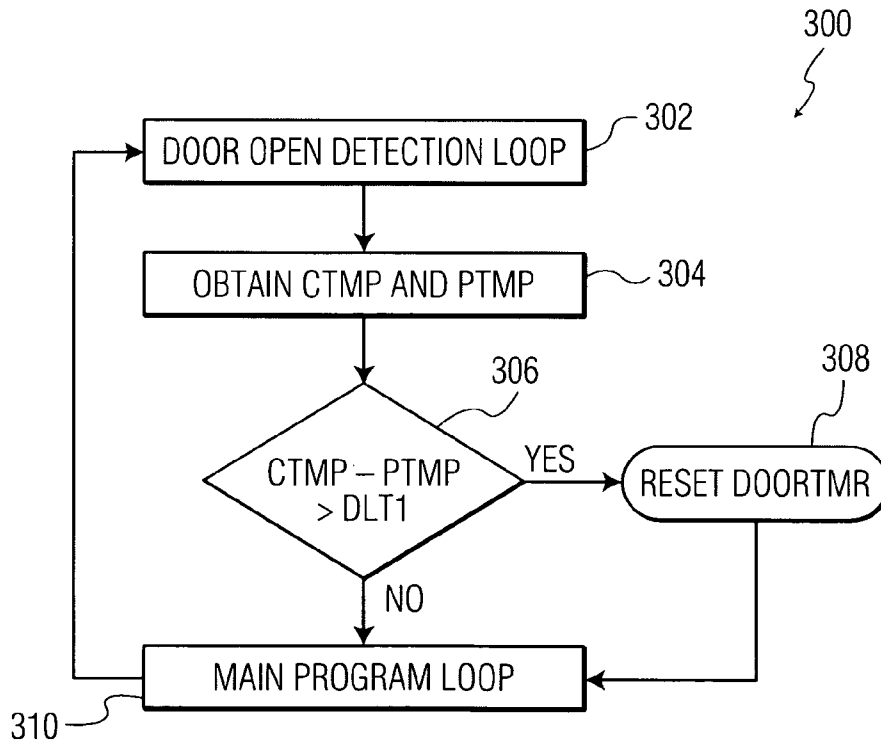 300
DOOR OPEN DETECTION LOOP
302
OBTAIN CTMP AND PTMP
304
306
308
CTMP – PTMP
> DLT1
YES
RESET DOORTMR
NO
MAIN PROGRAM LOOP
310